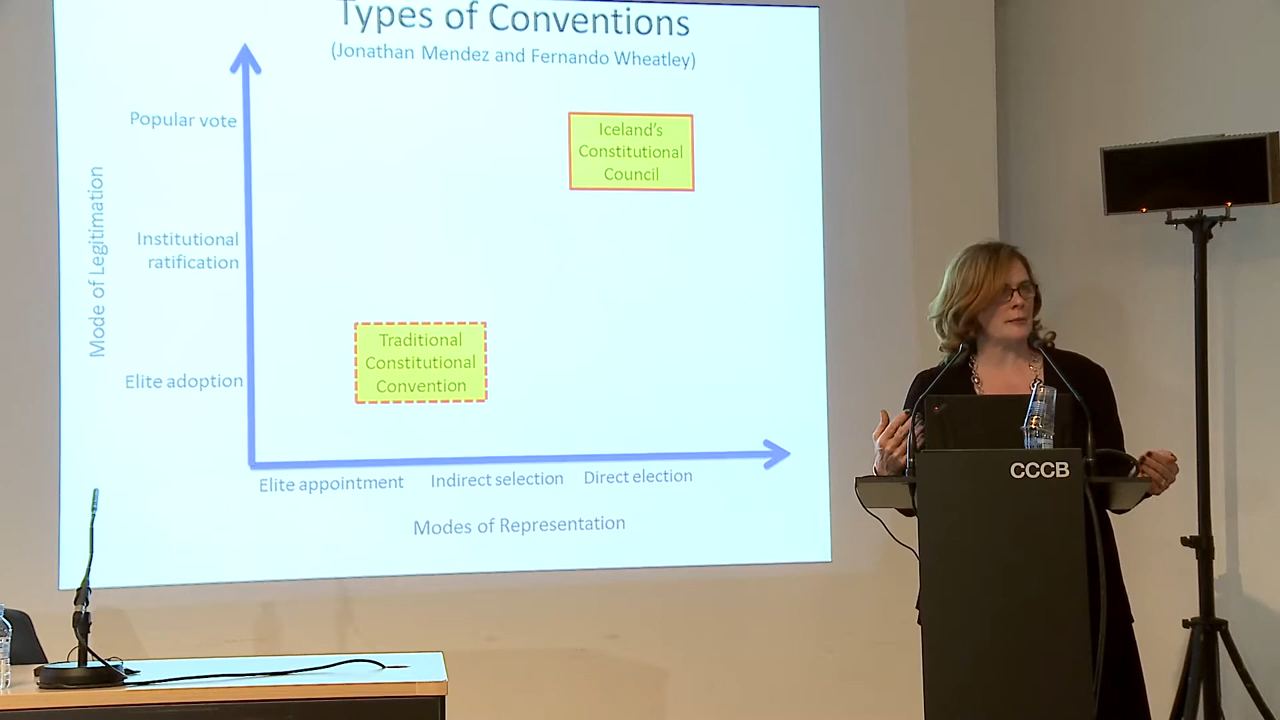 Types of Conventions
(Jonathan Mendez and Fernando Wheatley)
Popular vote
Iceland's
Constitutional
Council
Mode of Legitimation
Institutional
ratification
Traditional
Constitutional
Convention
Elite adoption
Elite appointment
Indirect selection
Direct election
Modes of Representation
CCCB